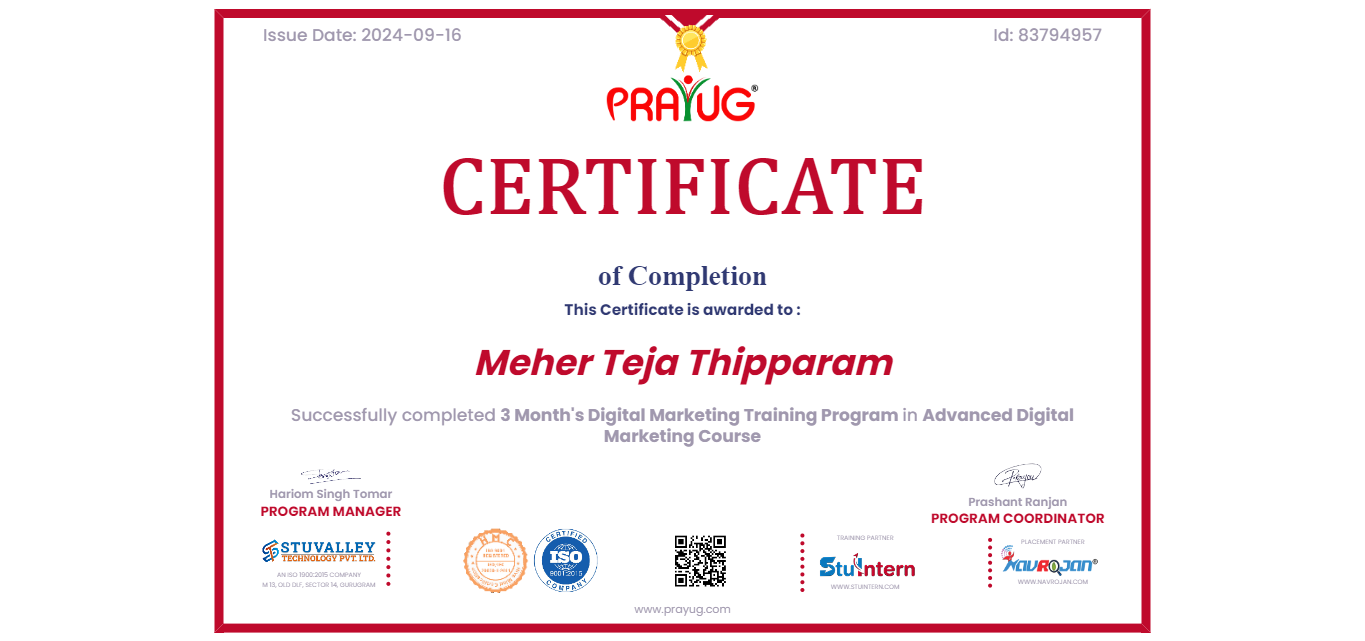 Issue Date: 2024-09-16
Id: 83794957
PRAYUG®
CERTIFICATE
of Completion
This Certificate is awarded to :
Meher Teja Thipparam
Successfully completed 3 Month's Digital Marketing Training Program in Advanced Digital
Marketing Course
Hariom Singh Tomar
PROGRAM MANAGER
Prashant Ranjan
PROGRAM COORDINATOR
STUVALLEY
TECHNOLOGY PVT. LTD.
AN ISO 1900:2015 COMPANY
M 13, OLD DLF, SECTOR 14, GURUGRAM
HMC
CERTIFIED
ISO
9001:2015
COMPANY
TRAINING PARTNER
StuIntern
WWW.STUINTERN.COM
PLACEMENT PARTNER
NAVROJAN®
WWW.NAVROJAN.COM
www.prayug.com